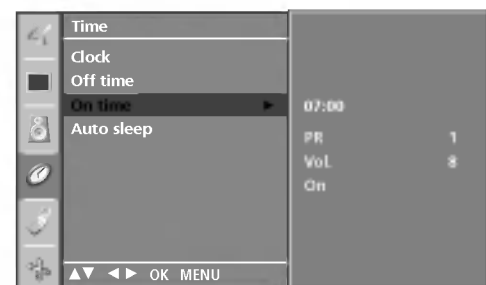 Time
Clock
Off time
On time ►
Auto sleep
▲▼ ◄► OK MENU
07:00
PR 1
Vol. 8
On